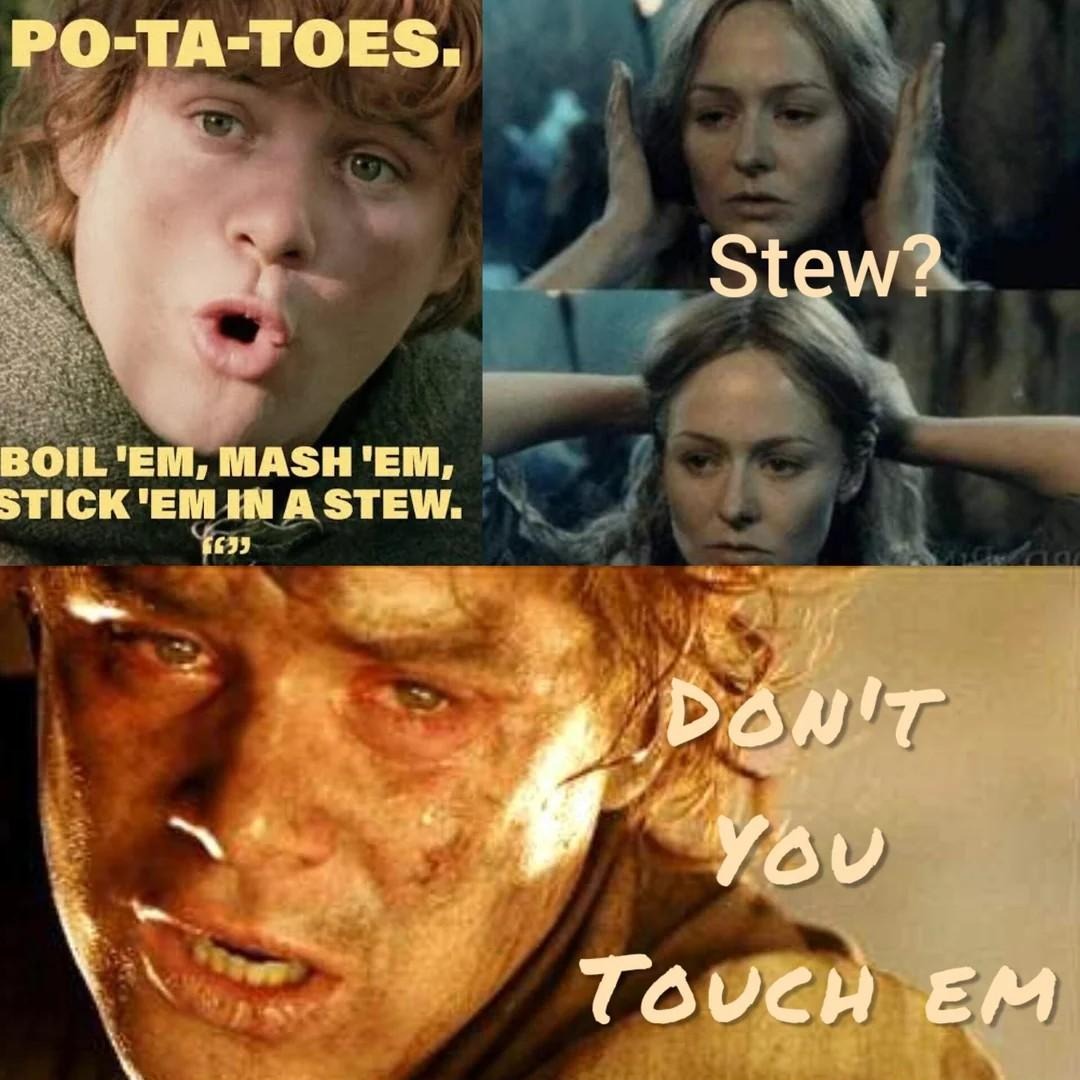 PO-TA-TOES.
BOIL 'EM, MASH 'EM,
STICK 'EM IN A STEW.
“”
Stew?
DON'T
YOU
TOUCH EM